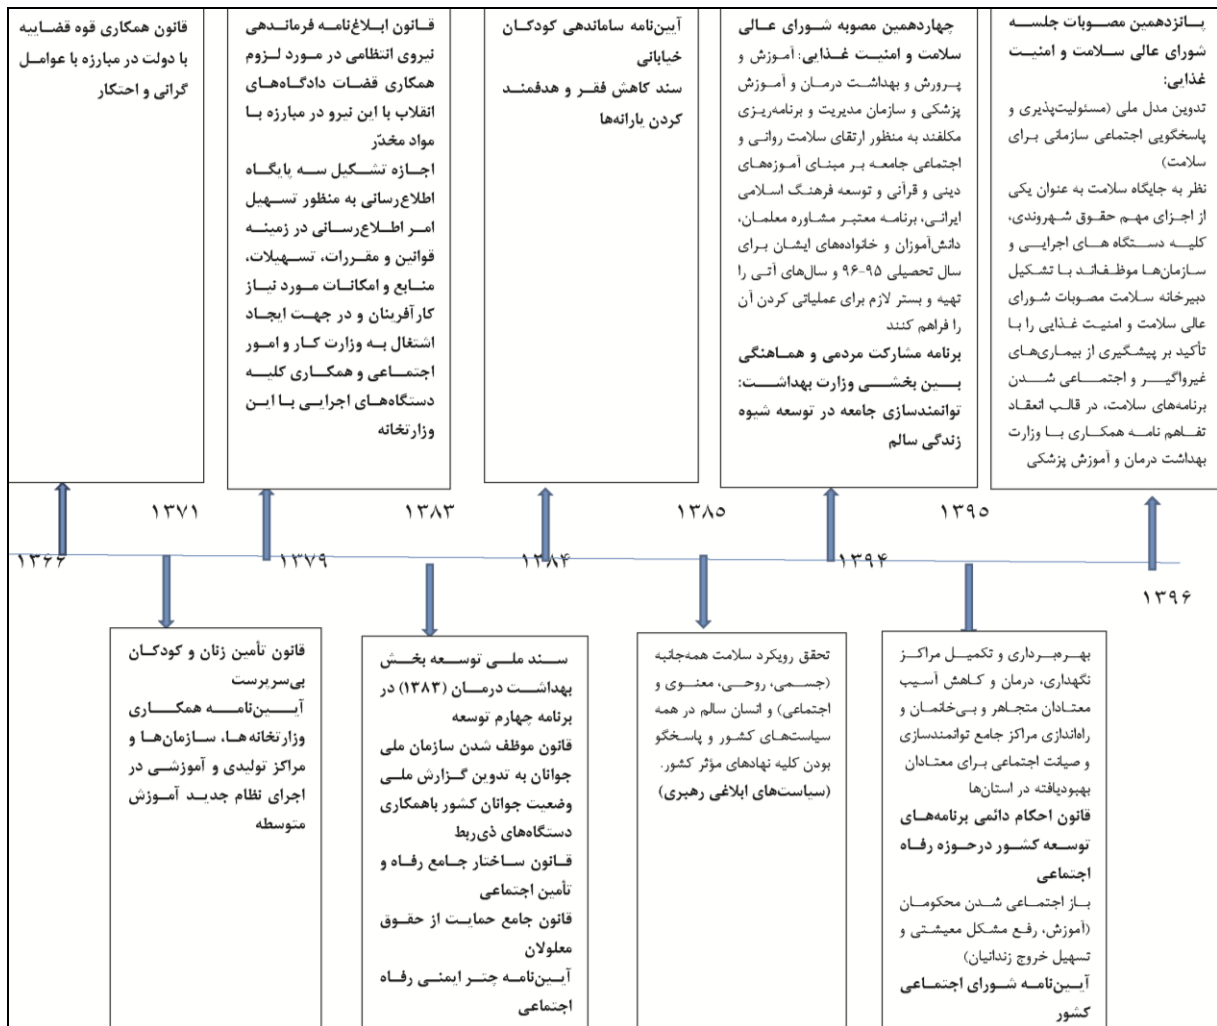 قانون همکاری قوه قضاییه
با دولت در مبارزه با عوامل
گرانی و احتکار
قانون ابلاغ‌نامه فرماندهی
نیروی انتظامی در مورد لزوم
همکاری قضات دادگاه‌های
انقلاب با این نیرو در مبارزه با
مواد مخدّر
اجازه تشکیل سه پایگاه
اطلاع‌رسانی به منظور تسهیل
امر اطلاع‌رسانی در زمینه
قوانین و مقررات، تسهیلات،
منابع و امکانات مورد نیاز
کارآفرینان و در جهت ایجاد
اشتغال به وزارت کار و امور
اجتماعی و همکاری کلیه
دستگاه‌های اجرایی با این
وزارتخانه
آیین‌نامه ساماندهی کودکان
خیابانی
سند کاهش فقر و هدفمند
کردن یارانه‌ها
چهاردهمین مصوبه شورای عالی
سلامت و امنیت غذایی: آموزش و
پرورش و بهداشت درمان و آموزش
پزشکی و سازمان مدیریت و برنامه‌ریزی
مکلفند به منظور ارتقای سلامت روانی و
اجتماعی جامعه بر مبنای آموزه‌های
دینی و قرآنی و توسعه فرهنگ اسلامی
ایرانی، برنامه معتبر مشاوره معلمان،
دانش‌آموزان و خانواده‌های ایشان برای
سال تحصیلی ۹۵-۹۶ و سال‌های آتی را
تهیه و بستر لازم برای عملیاتی کردن آن
را فراهم کنند
برنامه مشارکت مردمی و هماهنگی
بین بخشی وزارت بهداشت:
توانمندسازی جامعه در توسعه شیوه
زندگی سالم
پانزدهمین مصوبات جلسه
شورای عالی سلامت و امنیت
غذایی:
تدوین مدل ملی (مسئولیت‌پذیری و
پاسخگویی اجتماعی سازمانی برای
سلامت)
نظر به جایگاه سلامت به عنوان یکی
از اجزای مهم حقوق شهروندی،
کلیه دستگاه های اجرایی و
سازمان‌ها موظف‌اند با تشکیل
دبیرخانه سلامت مصوبات شورای
عالی سلامت و امنیت غذایی را با
تأکید بر پیشگیری از بیماری‌های
غیرواگیر و اجتماعی شدن
برنامه‌های سلامت، در قالب انعقاد
تفاهم نامه همکاری با وزارت
بهداشت درمان و آموزش پزشکی
۱۳۷۱
۱۳۸۳
۱۳۸۵
۱۳۹۵
۱۳۶۶
۱۳۷۹
۱۳۸۴
۱۳۹۴
۱۳۹۶
قانون تأمین زنان و کودکان
بی‌سرپرست
آیین‌نامه همکاری
وزارتخانه‌ها، سازمان‌ها و
مراکز تولیدی و آموزشی در
اجرای نظام جدید آموزش
متوسطه
سند ملی توسعه بخش
بهداشت درمان (۱۳۸۳) در
برنامه چهارم توسعه
قانون موظف شدن سازمان ملی
جوانان به تدوین گزارش ملی
وضعیت جوانان کشور باهمکاری
دستگاه‌های ذی‌ربط
قانون ساختار جامع رفاه و
تأمین اجتماعی
قانون جامع حمایت از حقوق
معلولان
آیین‌نامه چتر ایمنی رفاه
اجتماعی
تحقق رویکرد سلامت همه‌جانبه
(جسمی، روحی، معنوی و
اجتماعی) و انسان سالم در همه
سیاست‌های کشور و پاسخگو
بودن کلیه نهادهای مؤثر کشور.
(سیاست‌های ابلاغی رهبری)
بهره‌برداری و تکمیل مراکز
نگهداری، درمان و کاهش آسیب
معتادان متجاهر و بی‌خانمان و
راه‌اندازی مراکز جامع توانمندسازی
و صیانت اجتماعی برای معتادان
بهبودیافته در استان‌ها
قانون احکام دائمی برنامه‌های
توسعه کشور درحوزه رفاه
اجتماعی
باز اجتماعی شدن محکومان
(آموزش، رفع مشکل معیشتی و
تسهیل خروج زندانیان)
آیین‌نامه شورای اجتماعی
کشور